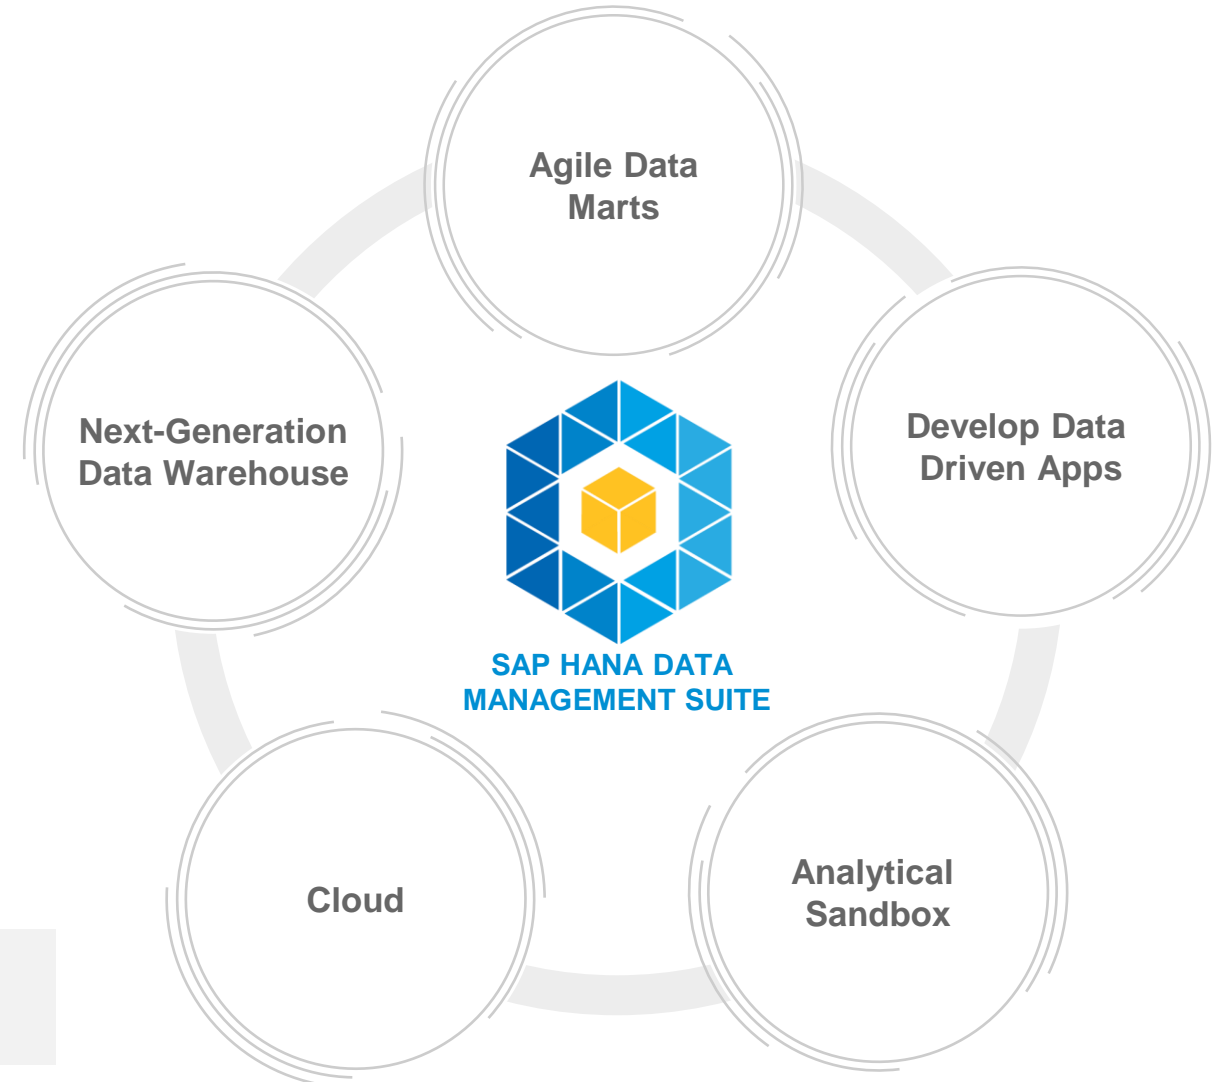 Agile Data
Marts
Next-Generation
Data Warehouse
Develop Data
Driven Apps
SAP HANA DATA
MANAGEMENT SUITE
Cloud
Analytical
Sandbox